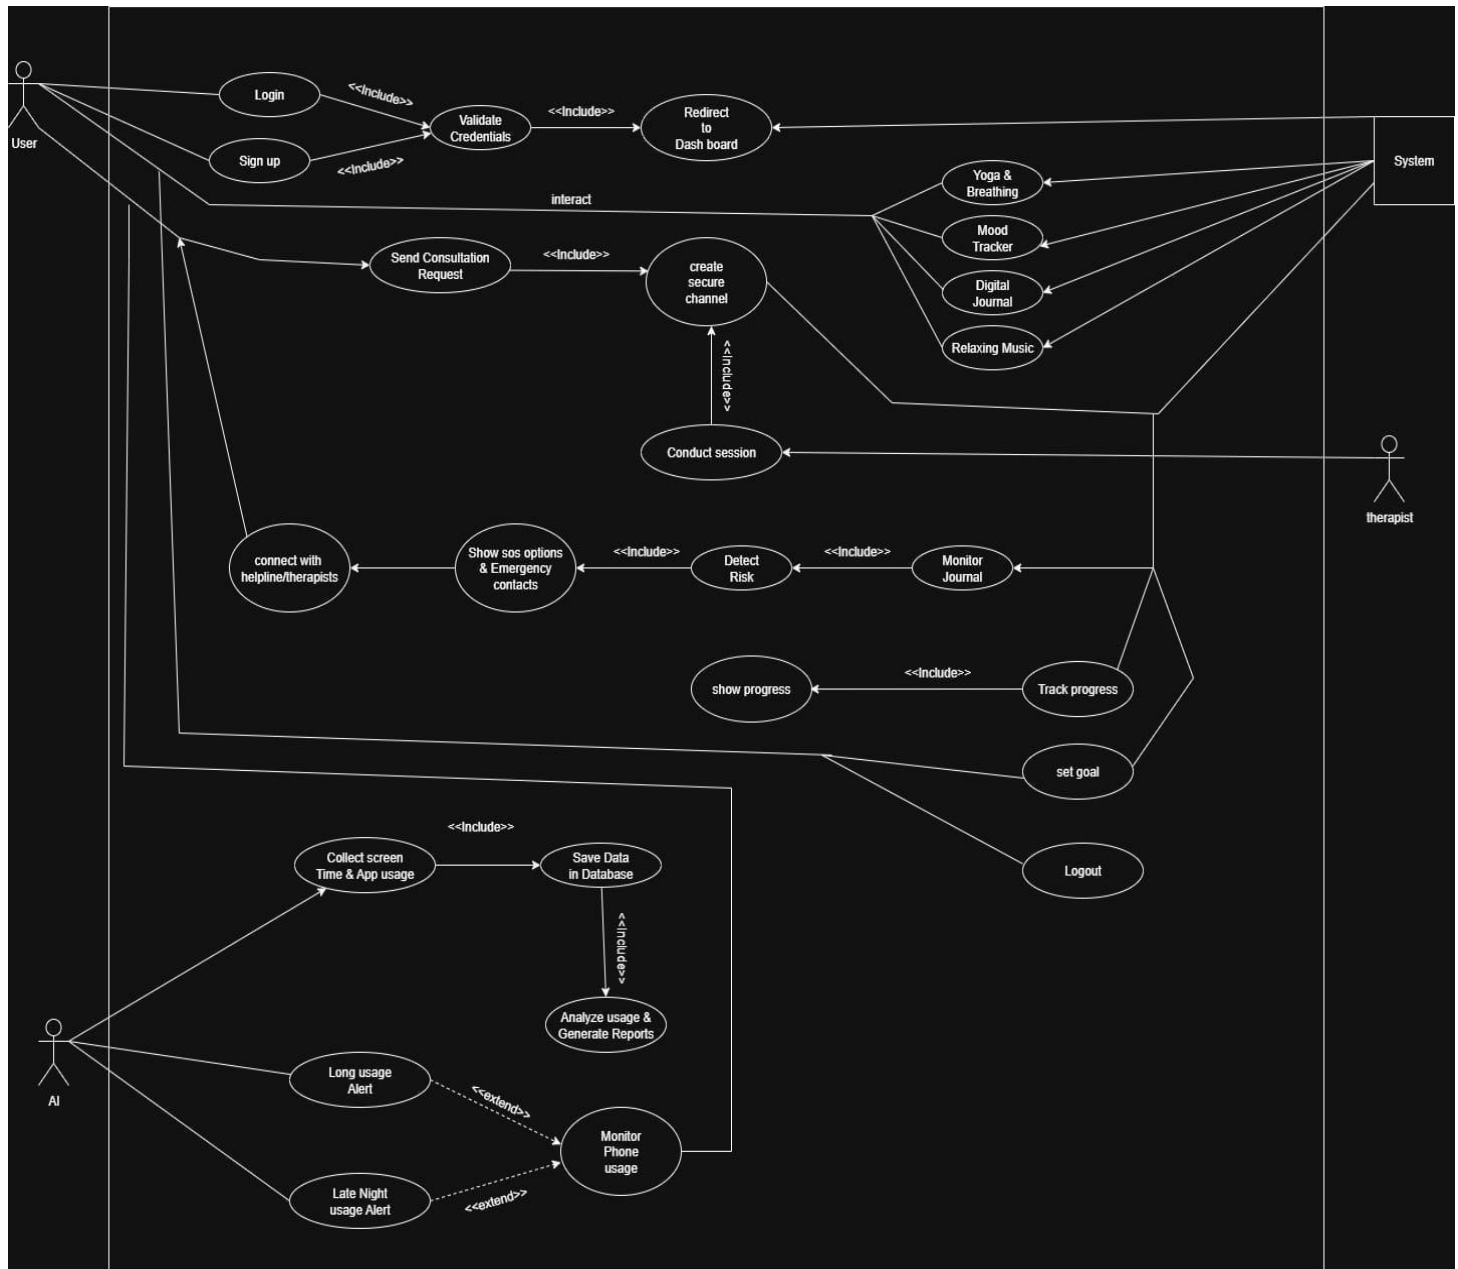 Login
<<Include>>
Validate
Credentials
<<Include>>
Redirect
to
Dash board
User
Sign up
<<Include>>
System
Yoga &
Breathing
interact
Mood
Tracker
Send Consultation
Request
<<Include>>
create
secure
channel
Digital
Journal
Relaxing Music
<<Include>>
Conduct session
therapist
connect with
helpline/therapists
Show sos options
& Emergency
contacts
<<Include>>
Detect
Risk
<<Include>>
Monitor
Journal
show progress
<<Include>>
Track progress
set goal
Collect screen
Time & App usage
<<Include>>
Save Data
in Database
Logout
<<Include>>
Analyze usage &
Generate Reports
AI
Long usage
Alert
<<extend>>
Monitor
Phone
usage
Late Night
usage Alert
<<extend>>